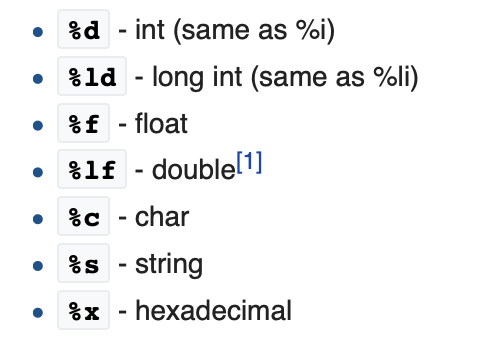 %d - int (same as %i)
%ld - long int (same as %li)
%f - float
%lf - double[1]
%c - char
%s - string
%x - hexadecimal